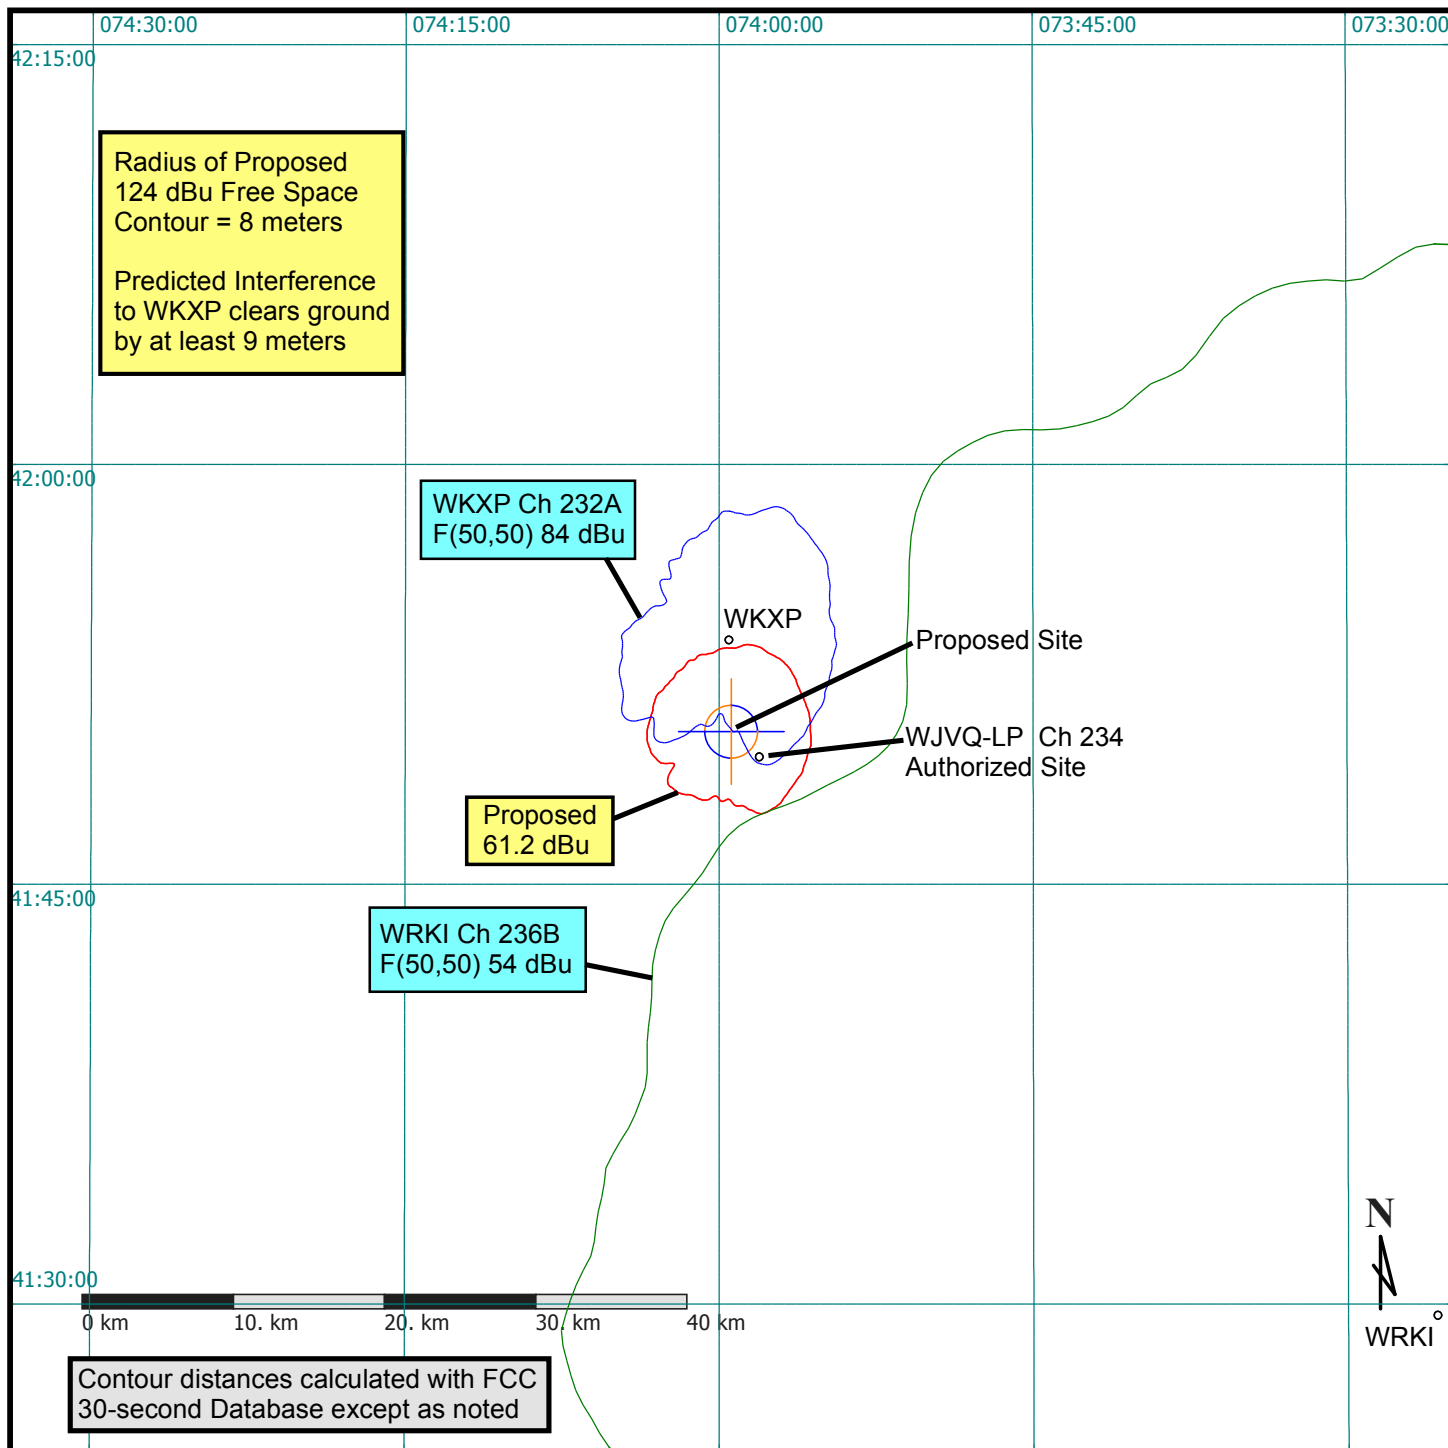 074:30:00
074:15:00
074:00:00
073:45:00
073:30:00
42:15:00
Radius of Proposed
124 dBu Free Space
Contour = 8 meters
Predicted Interference
to WKXP clears ground
by at least 9 meters
42:00:00
WKXP Ch 232A
F(50,50) 84 dBu
WKXP
Proposed Site
WJVQ-LP Ch 234
Authorized Site
Proposed
61.2 dBu
41:45:00
WRKI Ch 236B
F(50,50) 54 dBu
N
41:30:00
0 km
10. km
20. km
30. km
40 km
WRKI
Contour distances calculated with FCC
30-second Database except as noted